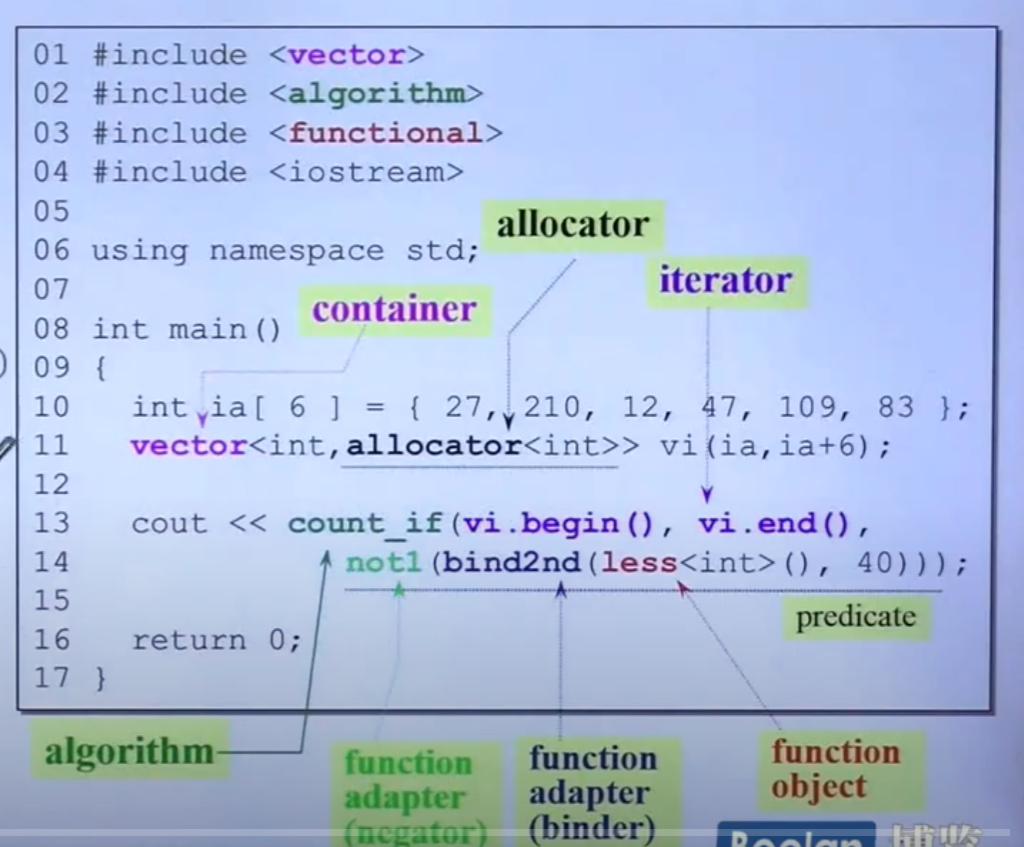 01 #include <vector>
02 #include <algorithm>
03 #include <functional>
04 #include <iostream>
05
allocator
06 using namespace std;
iterator
07
container
08 int main()
09 {
10 int ia[ 6 ] = { 27, 210, 12, 47, 109, 83 };
11 vector<int,allocator<int>> vi(ia,ia+6);
12
13 cout << count_if(vi.begin(), vi.end(),
14 not1(bind2nd(less<int>(), 40)));
15
predicate
16 return 0;
17 }
algorithm
function
adapter
(negator)
function
adapter
(binder)
function
object
Boolan 博览